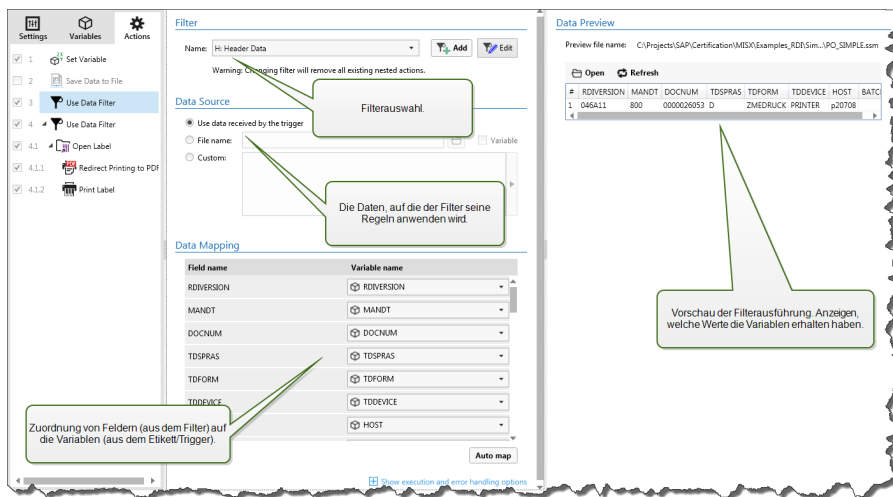 Settings
Variables
Actions
1 Set Variable
2 Save Data to File
3 Use Data Filter
4 Use Data Filter
4.1 Open Label
4.1.1 Redirect Printing to PDF
4.1.2 Print Label
Filter
Name: H: Header Data
Add
Edit
Warning: Changing filter will remove all existing nested actions.
Filterauswahl.
Data Source
Use data received by the trigger
File name:
Variable
Custom:
Die Daten, auf die der Filter seine
Regeln anwenden wird.
Data Mapping
Field name Variable name
RDIVERSION RDIVERSION
MANDT MANDT
DOCNUM DOCNUM
TDSPRAS TDSPRAS
TDFORM TDFORM
TDDEVICE TDDEVICE
HOST
Zuordnung von Feldern (aus dem Filter) auf
die Variablen (aus dem Etikett/Trigger).
Auto map
Show execution and error handling options
Data Preview
Preview file name: C:\Projects\SAP\Certification\MISX\Examples_RDI\Sim...\PO_SIMPLE.ssm
Open Refresh
# RDIVERSION MANDT DOCNUM TDSPRAS TDFORM TDDEVICE HOST BATC
1 046A11 800 0000026053 D ZMEDRUCK PRINTER p20708
Vorschau der Filterausführung. Anzeigen,
welche Werte die Variablen erhalten haben.